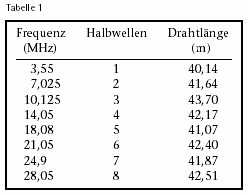 Tabelle 1
Frequenz Halbwellen Drahtlänge
(MHz) (m)
3,55 1 40,14
7,025 2 41,64
10,125 3 43,70
14,05 4 42,17
18,08 5 41,07
21,05 6 42,40
24,9 7 41,87
28,05 8 42,51